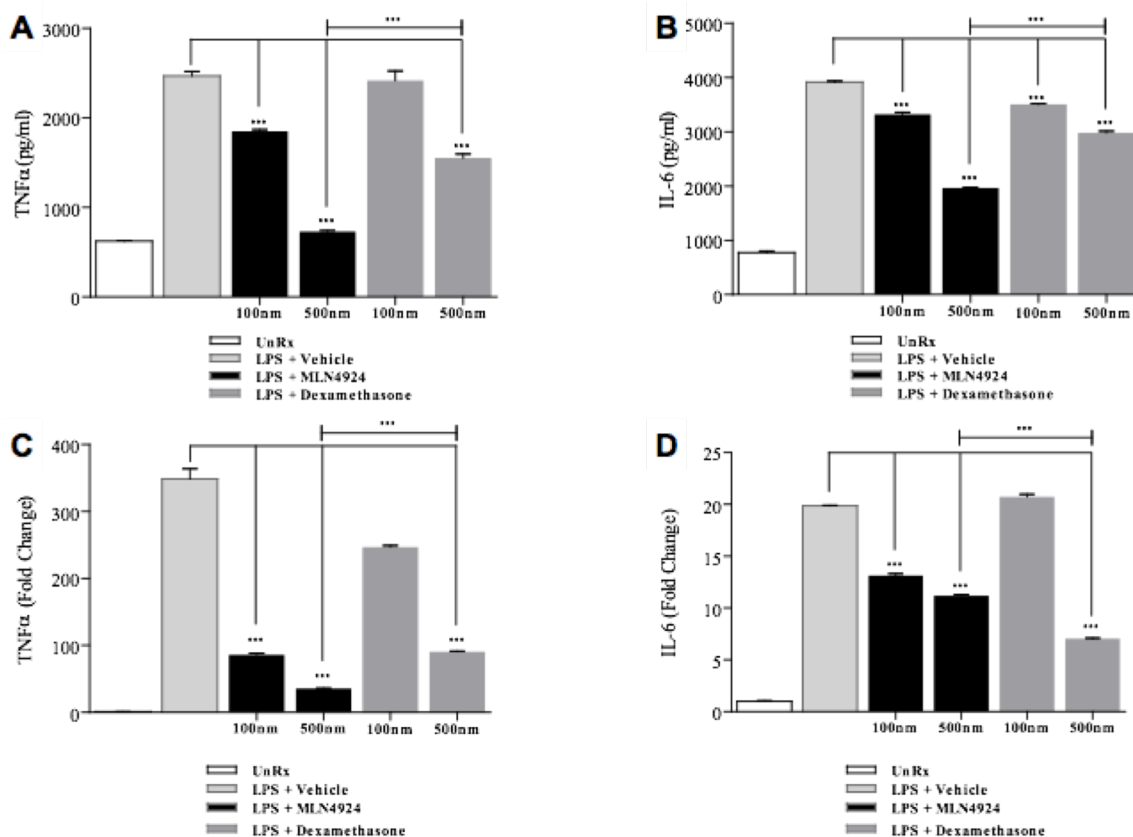 A
***
3000
2000
1000
0
TNFα(pg/ml)
***
***
***
100nm 500nm 100nm 500nm
UnRx
LPS + Vehicle
LPS + MLN4924
LPS + Dexamethasone
B
***
5000
4000
3000
2000
1000
0
IL-6 (pg/ml)
***
***
***
***
100nm 500nm 100nm 500nm
UnRx
LPS + Vehicle
LPS + MLN4924
LPS + Dexamethasone
C
***
400
300
200
100
0
TNFα (Fold Change)
***
***
***
100nm 500nm 100nm 500nm
UnRx
LPS + Vehicle
LPS + MLN4924
LPS + Dexamethasone
D
***
25
20
15
10
5
0
IL-6 (Fold Change)
***
***
***
100nm 500nm 100nm 500nm
UnRx
LPS + Vehicle
LPS + MLN4924
LPS + Dexamethasone